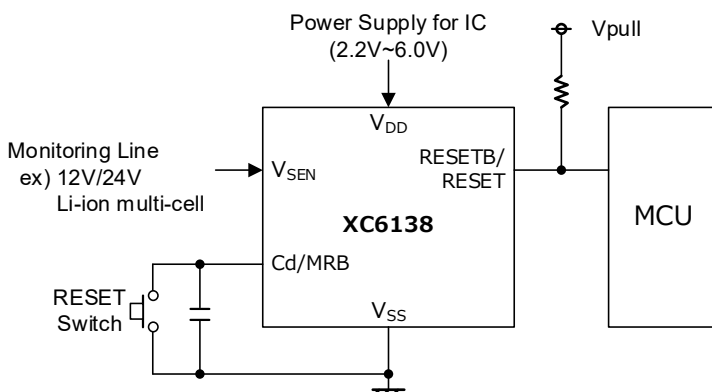 Power Supply for IC
(2.2V~6.0V)
Vpull
VDD
Monitoring Line
ex) 12V/24V
Li-ion multi-cell
VSEN
RESETB/
RESET
XC6138
MCU
Cd/MRB
RESET
Switch
VSS